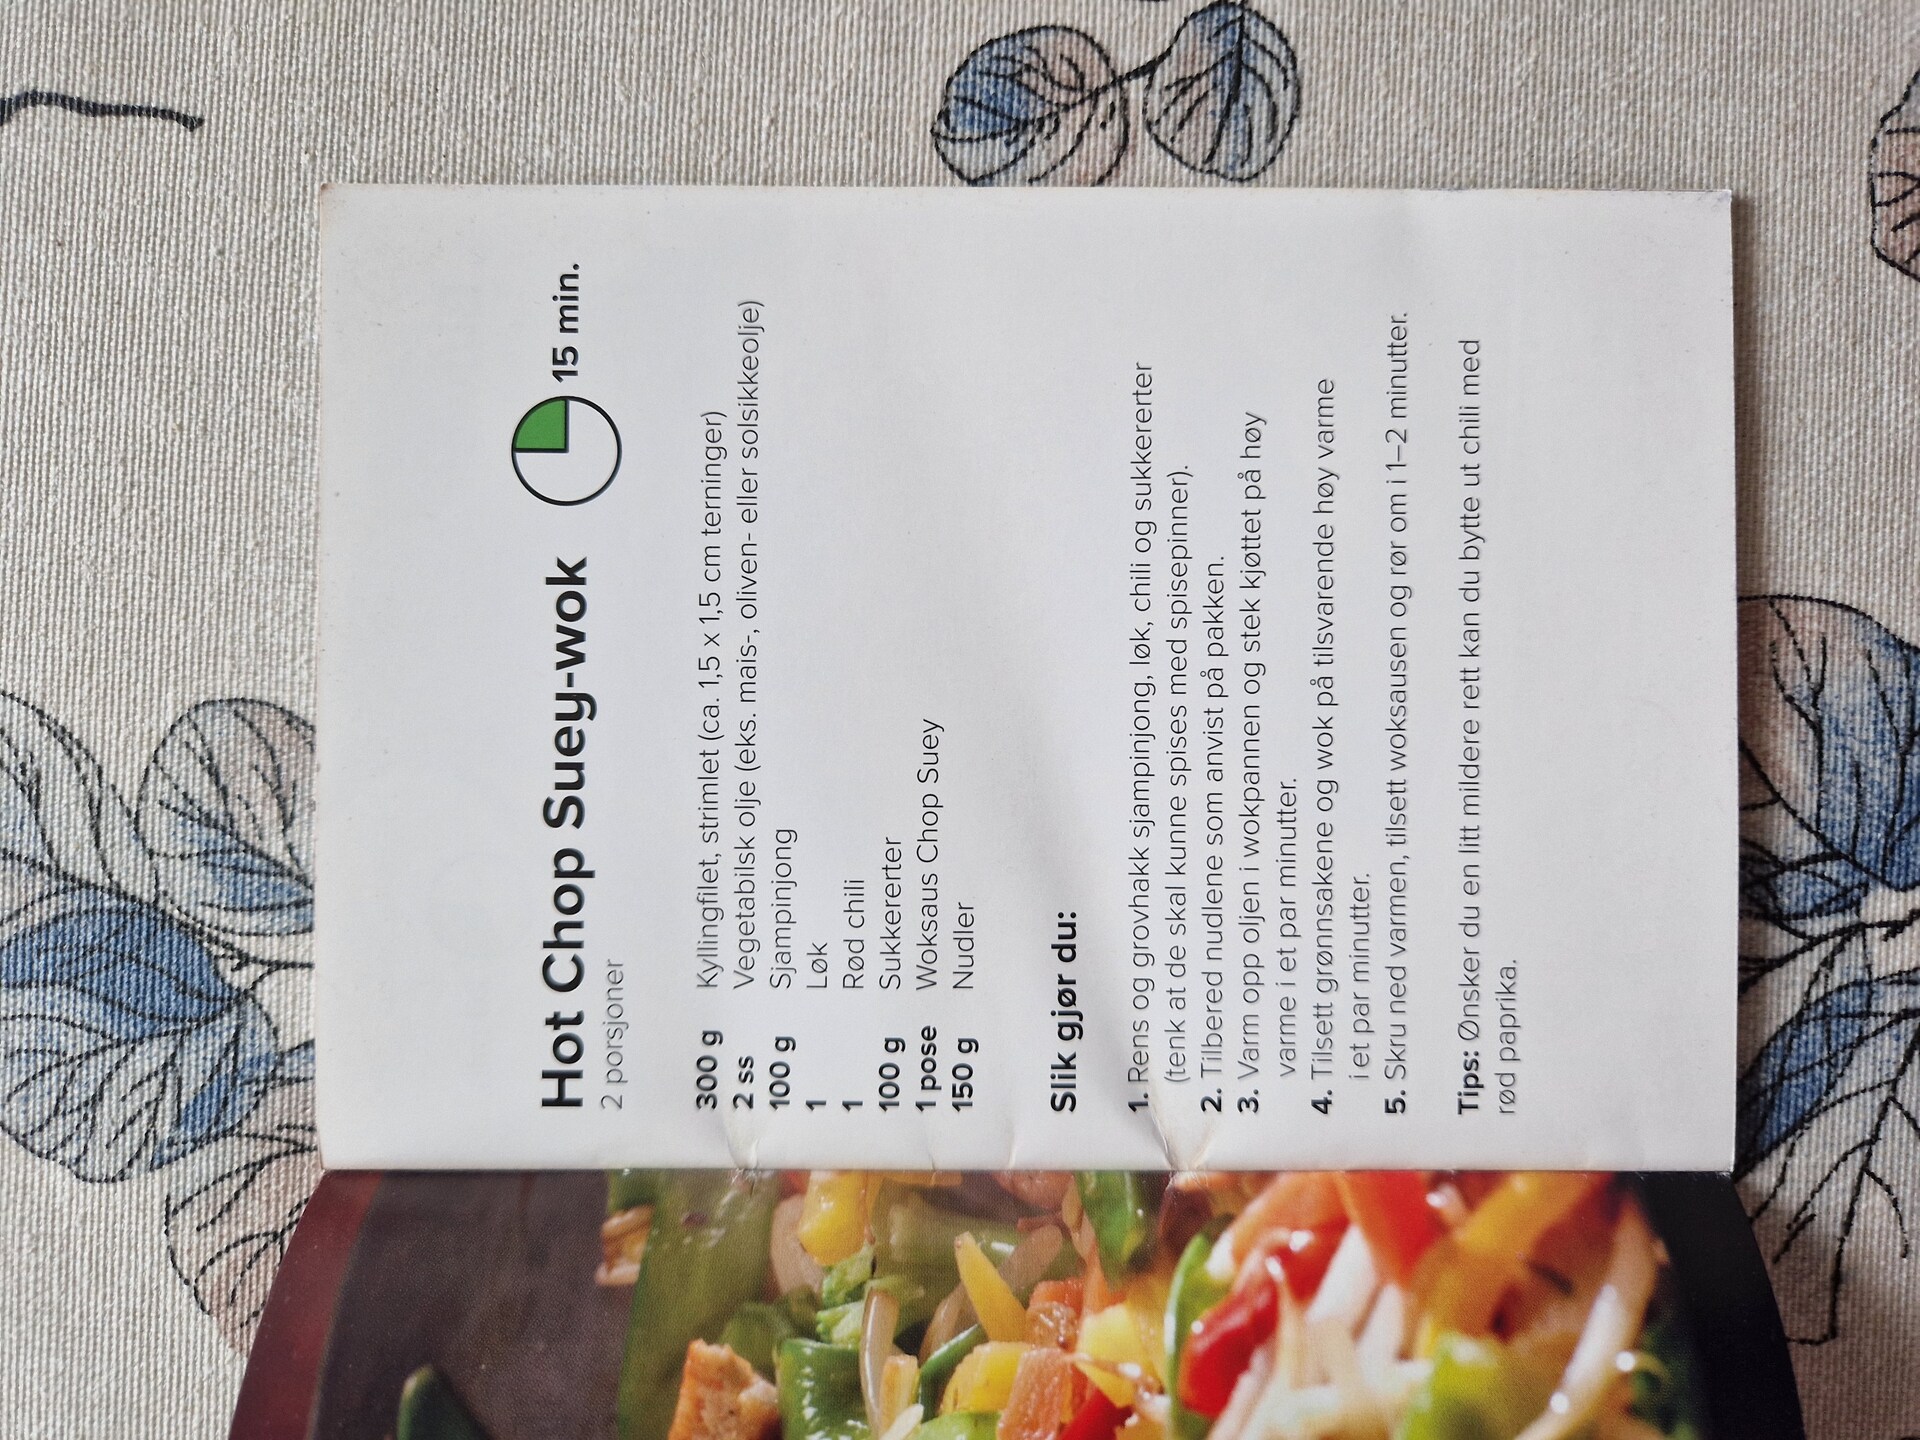 Hot Chop Suey-wok
15 min.
2 porsjoner
300 g Kyllingfilet, strimlet (ca. 1,5 x 1,5 cm terninger)
2 ss Vegetabilsk olje (eks. mais-, oliven- eller solsikkeolje)
100 g Sjampinjong
1 Løk
1 Rød chili
100 g Sukkererter
1 pose Woksaus Chop Suey
150 g Nudler
Slik gjør du:
1. Rens og grovhakk sjampinjong, løk, chili og sukkererter
(tenk at de skal kunne spises med spisepinner).
2. Tilbered nudlene som anvist på pakken.
3. Varm opp oljen i wokpannen og stek kjøttet på høy
varme i et par minutter.
4. Tilsett grønnsakene og wok på tilsvarende høy varme
i et par minutter.
5. Skru ned varmen, tilsett woksausen og rør om i 1–2 minutter.
Tips: Ønsker du en litt mildere rett kan du bytte ut chili med
rød paprika.